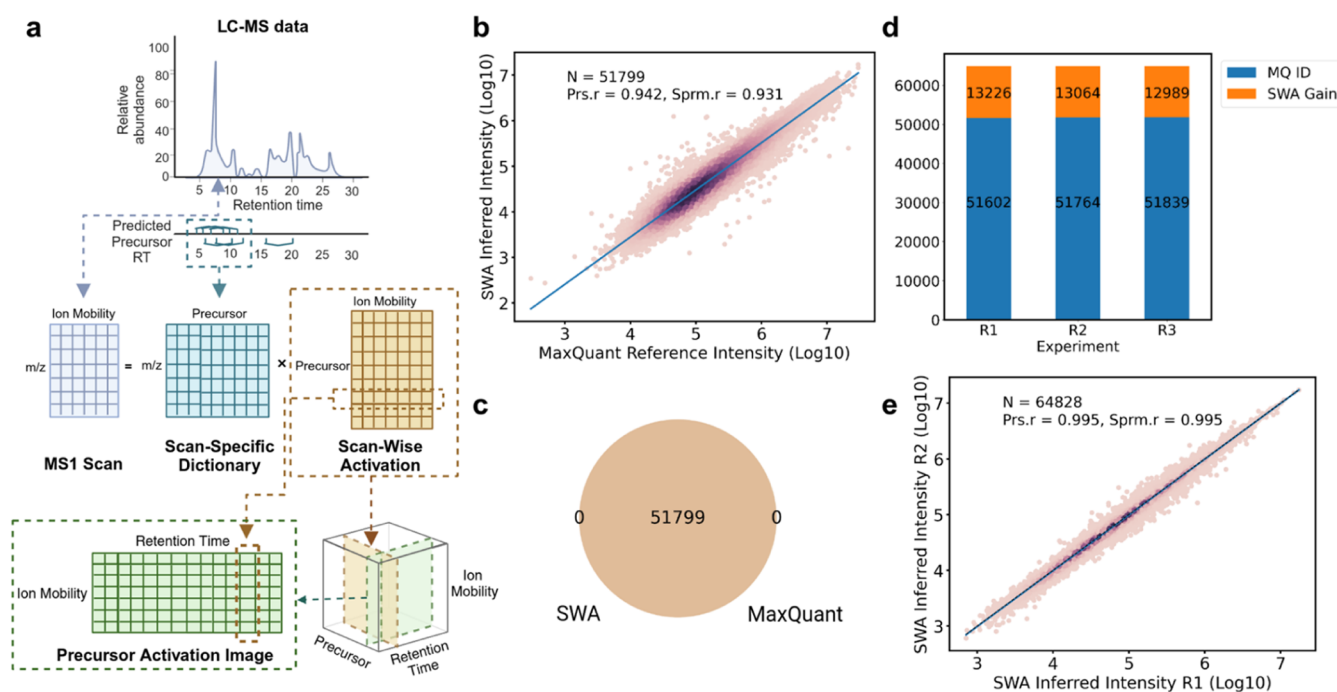 a
LC-MS data
Relative
abundance
100
80
60
40
20
0
5 10 15 20 25 30
Retention time
Predicted
Precursor
RT
5 10 15 20 25 30
Ion Mobility
m/z
=
m/z
Precursor
×
Ion Mobility
Precursor
MS1 Scan
Scan-Specific
Dictionary
Scan-Wise
Activation
Retention Time
Ion Mobility
Precursor Activation Image
Ion
Mobility
Precursor
Retention
Time
b
N = 51799
Prs.r = 0.942, Sprm.r = 0.931
SWA Inferred Intensity (Log10)
7
6
5
4
3
2
3 4 5 6 7
MaxQuant Reference Intensity (Log10)
c
0 51799 0
SWA MaxQuant
d
MQ ID
SWA Gain
60000
50000
40000
30000
20000
10000
0
13226 13064 12989
51602 51764 51839
R1 R2 R3
Experiment
e
N = 64828
Prs.r = 0.995, Sprm.r = 0.995
SWA Inferred Intensity R2 (Log10)
7
6
5
4
3
3 4 5 6 7
SWA Inferred Intensity R1 (Log10)